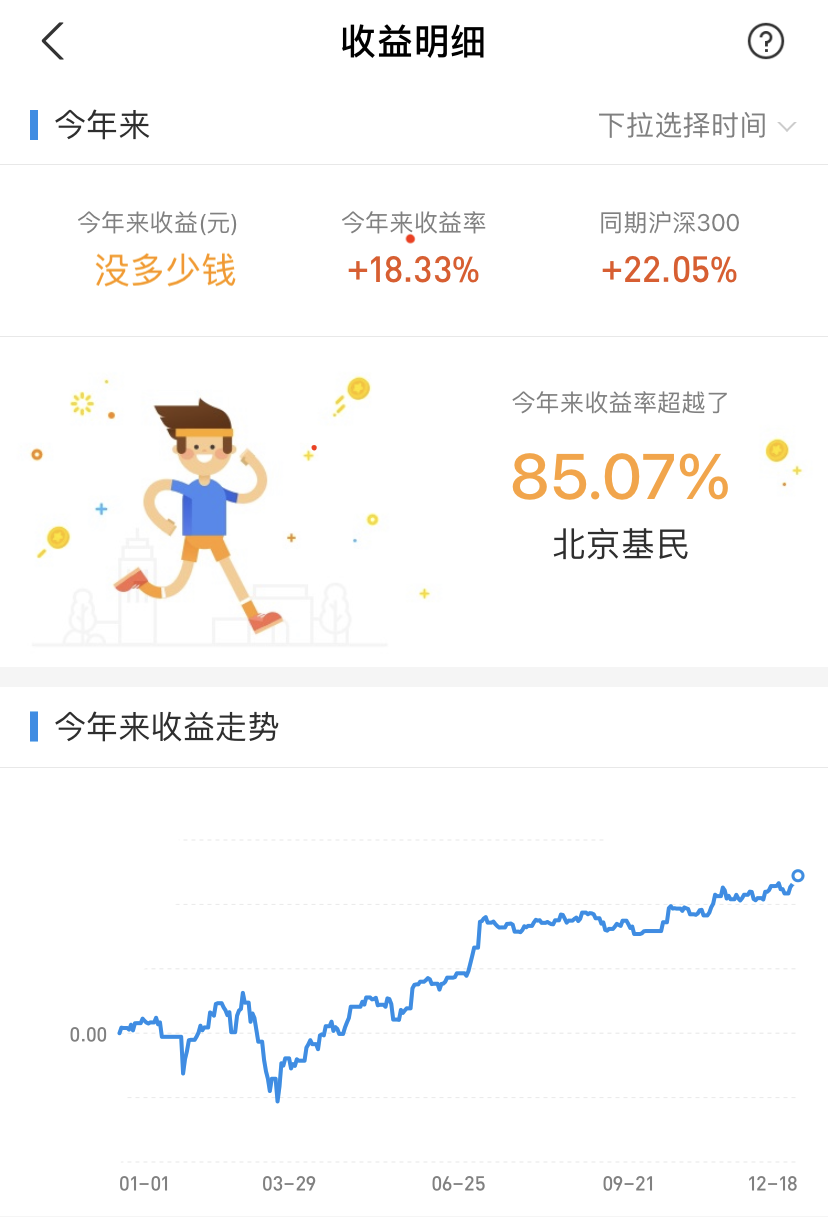 收益明细
?
今年来
下拉选择时间
今年来收益(元)
今年来收益率
同期沪深300
没多少钱
+18.33%
+22.05%
今年来收益率超越了
85.07%
北京基民
今年来收益走势
0.00
01-01
03-29
06-25
09-21
12-18